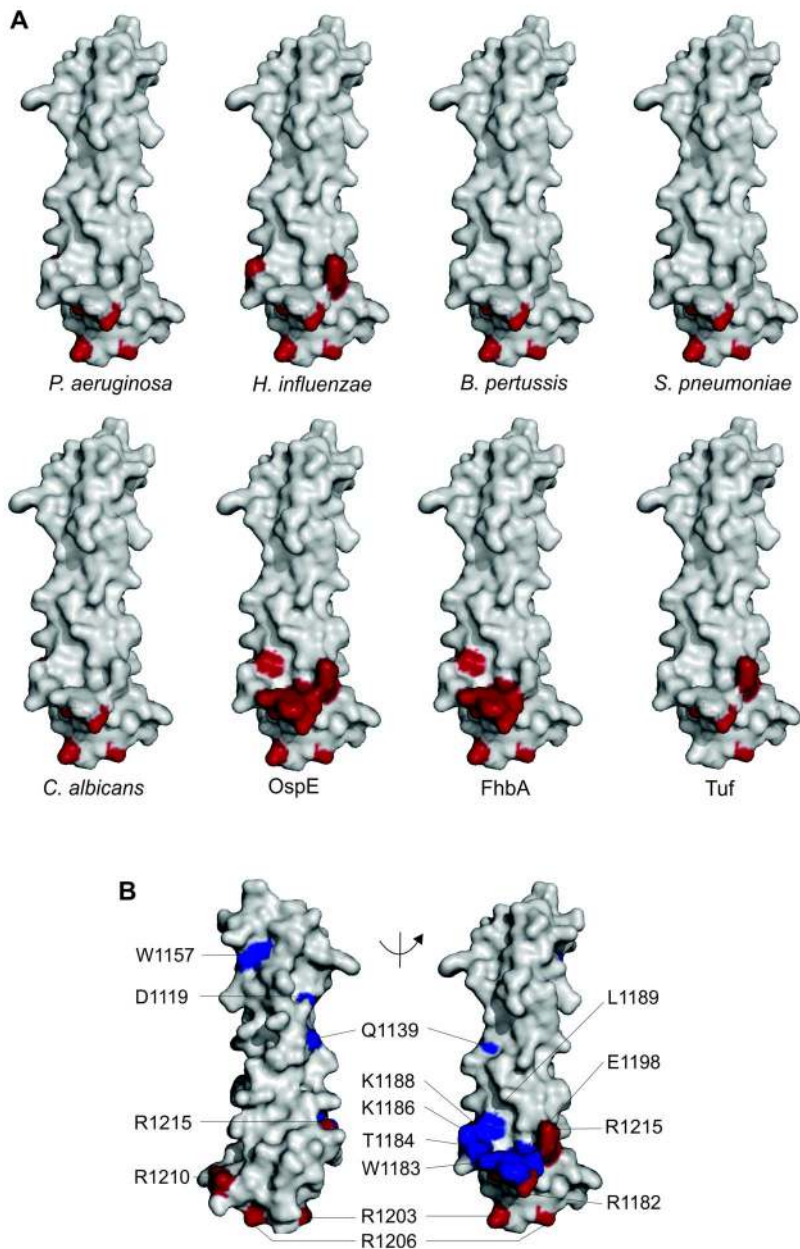 A
P. aeruginosa
H. influenzae
B. pertussis
S. pneumoniae
C. albicans
OspE
FhbA
Tuf
B
W1157
D1119
L1189
Q1139
E1198
K1188
K1186
R1215
R1215
T1184
W1183
R1210
R1182
R1203
R1206